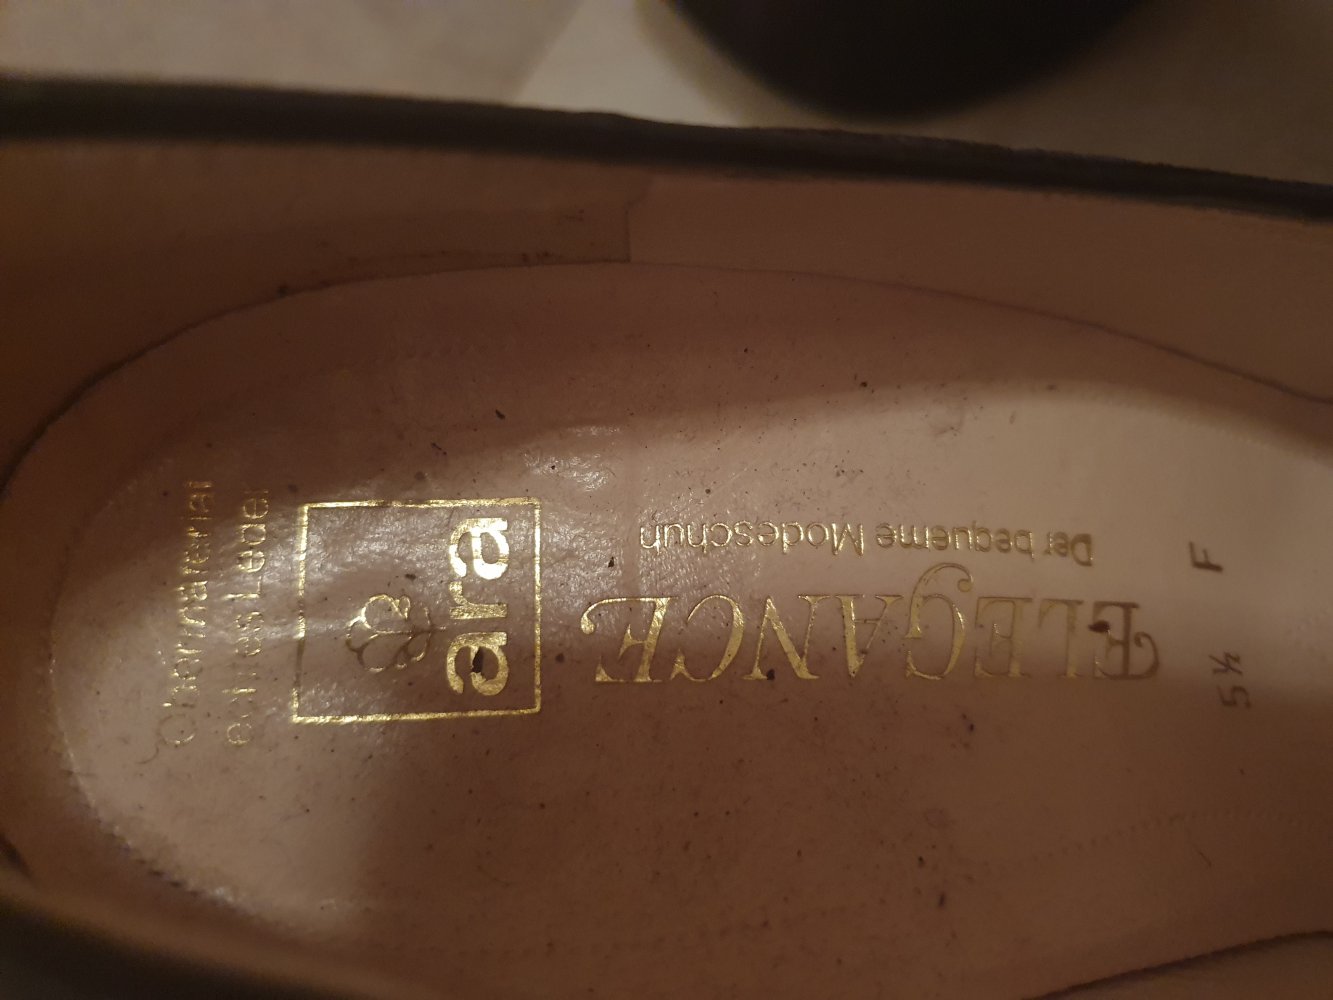 Obermaterial
echtes Leder
ara
ELEGANCE
Der bequeme Modeschuh
5½ F